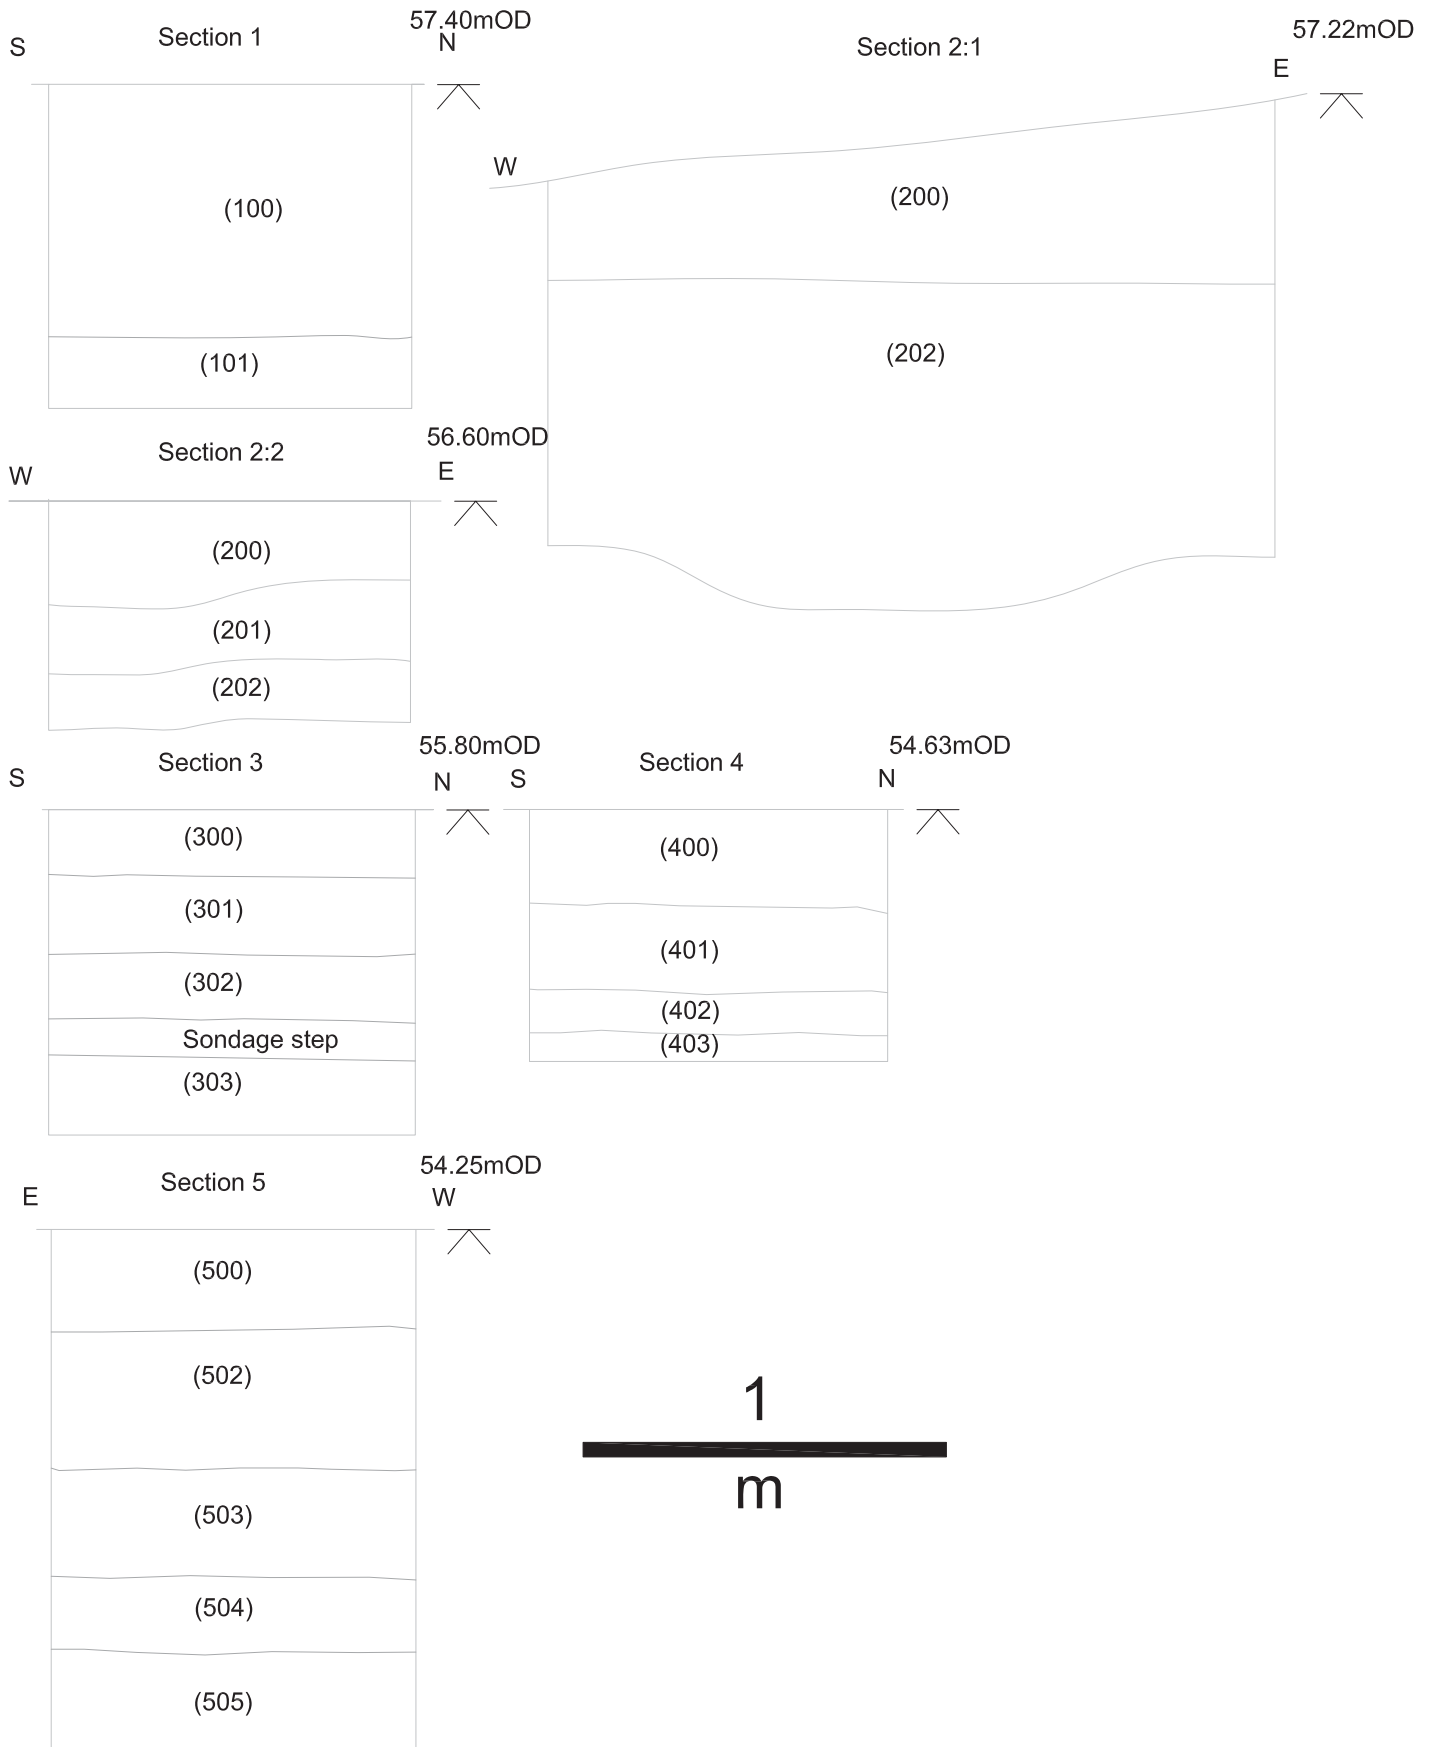 Section 1
57.40mOD
S
N
(100)
(101)
Section 2:1
57.22mOD
E
W
(200)
(202)
Section 2:2
56.60mOD
W
E
(200)
(201)
(202)
Section 3
55.80mOD
S
N
(300)
(301)
(302)
Sondage step
(303)
Section 4
54.63mOD
S
N
(400)
(401)
(402)
(403)
Section 5
54.25mOD
E
W
(500)
(502)
(503)
(504)
(505)
1
m